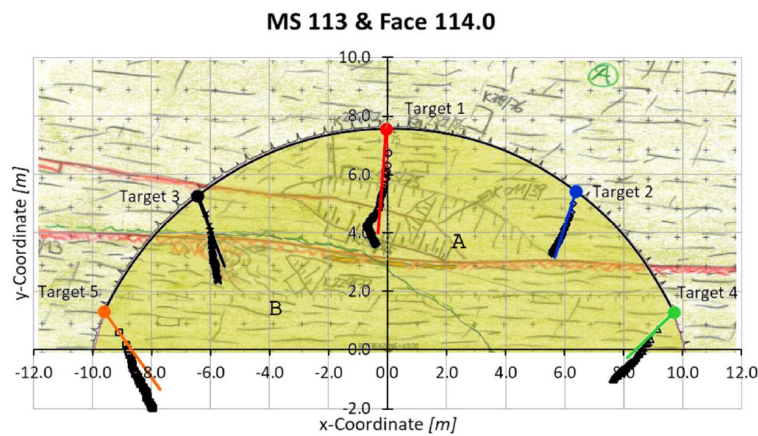 MS 113 & Face 114.0
10.0
A
8.0
Target 1
6.0
Target 3
Target 2
4.0
A
y-Coordinate [m]
2.0
Target 5
Target 4
B
0.0
-12.0 -10.0 -8.0 -6.0 -4.0 -2.0 0.0 2.0 4.0 6.0 8.0 10.0 12.0
-2.0
x-Coordinate [m]